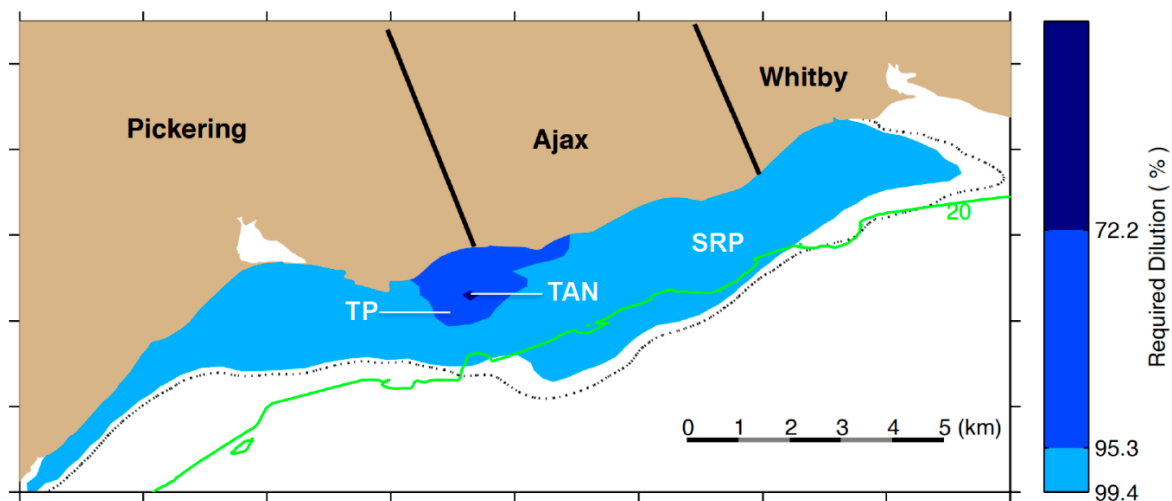 Pickering
Ajax
Whitby
20
SRP
TAN
TP
0 1 2 3 4 5 (km)
72.2
95.3
99.4
Required Dilution ( % )